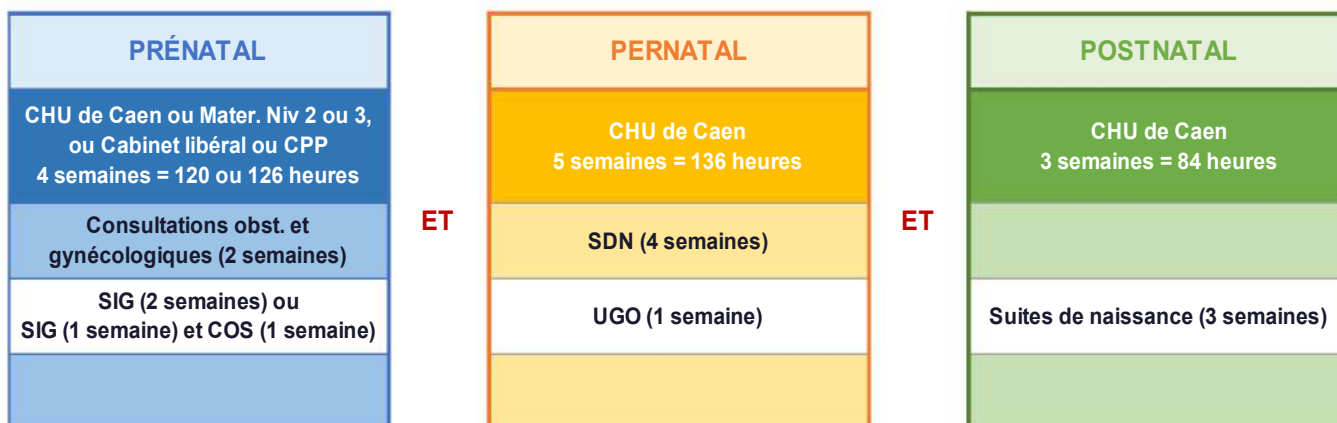 PRÉNATAL
CHU de Caen ou Mater. Niv 2 ou 3,
ou Cabinet libéral ou CPP
4 semaines = 120 ou 126 heures
Consultations obst. et
gynécologiques (2 semaines)
SIG (2 semaines) ou
SIG (1 semaine) et COS (1 semaine)
ET
PERNATAL
CHU de Caen
5 semaines = 136 heures
SDN (4 semaines)
UGO (1 semaine)
ET
POSTNATAL
CHU de Caen
3 semaines = 84 heures
Suites de naissance (3 semaines)